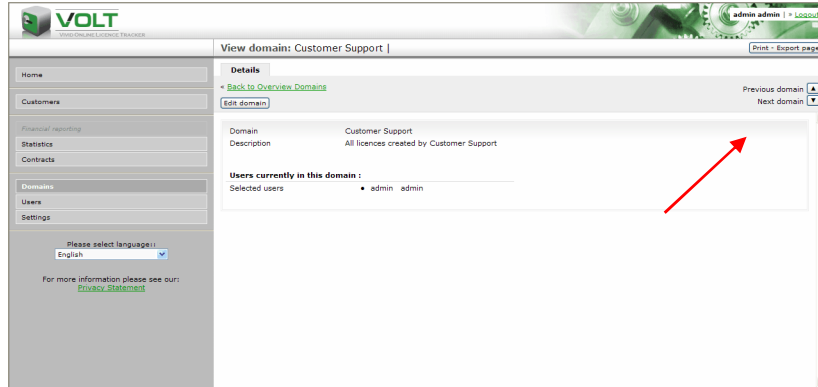 VOLT
VIVIO ONLINE LICENCE TRACKER
admin admin | » Logout
View domain: Customer Support |
Print - Export page
Home
Customers
Financial reporting
Statistics
Contracts
Domains
Users
Settings
Please select language::
English
For more information please see our:
Privacy Statement
Details
« Back to Overview Domains
Edit domain
Previous domain
Next domain
Domain Customer Support
Description All licences created by Customer Support
Users currently in this domain :
Selected users • admin admin